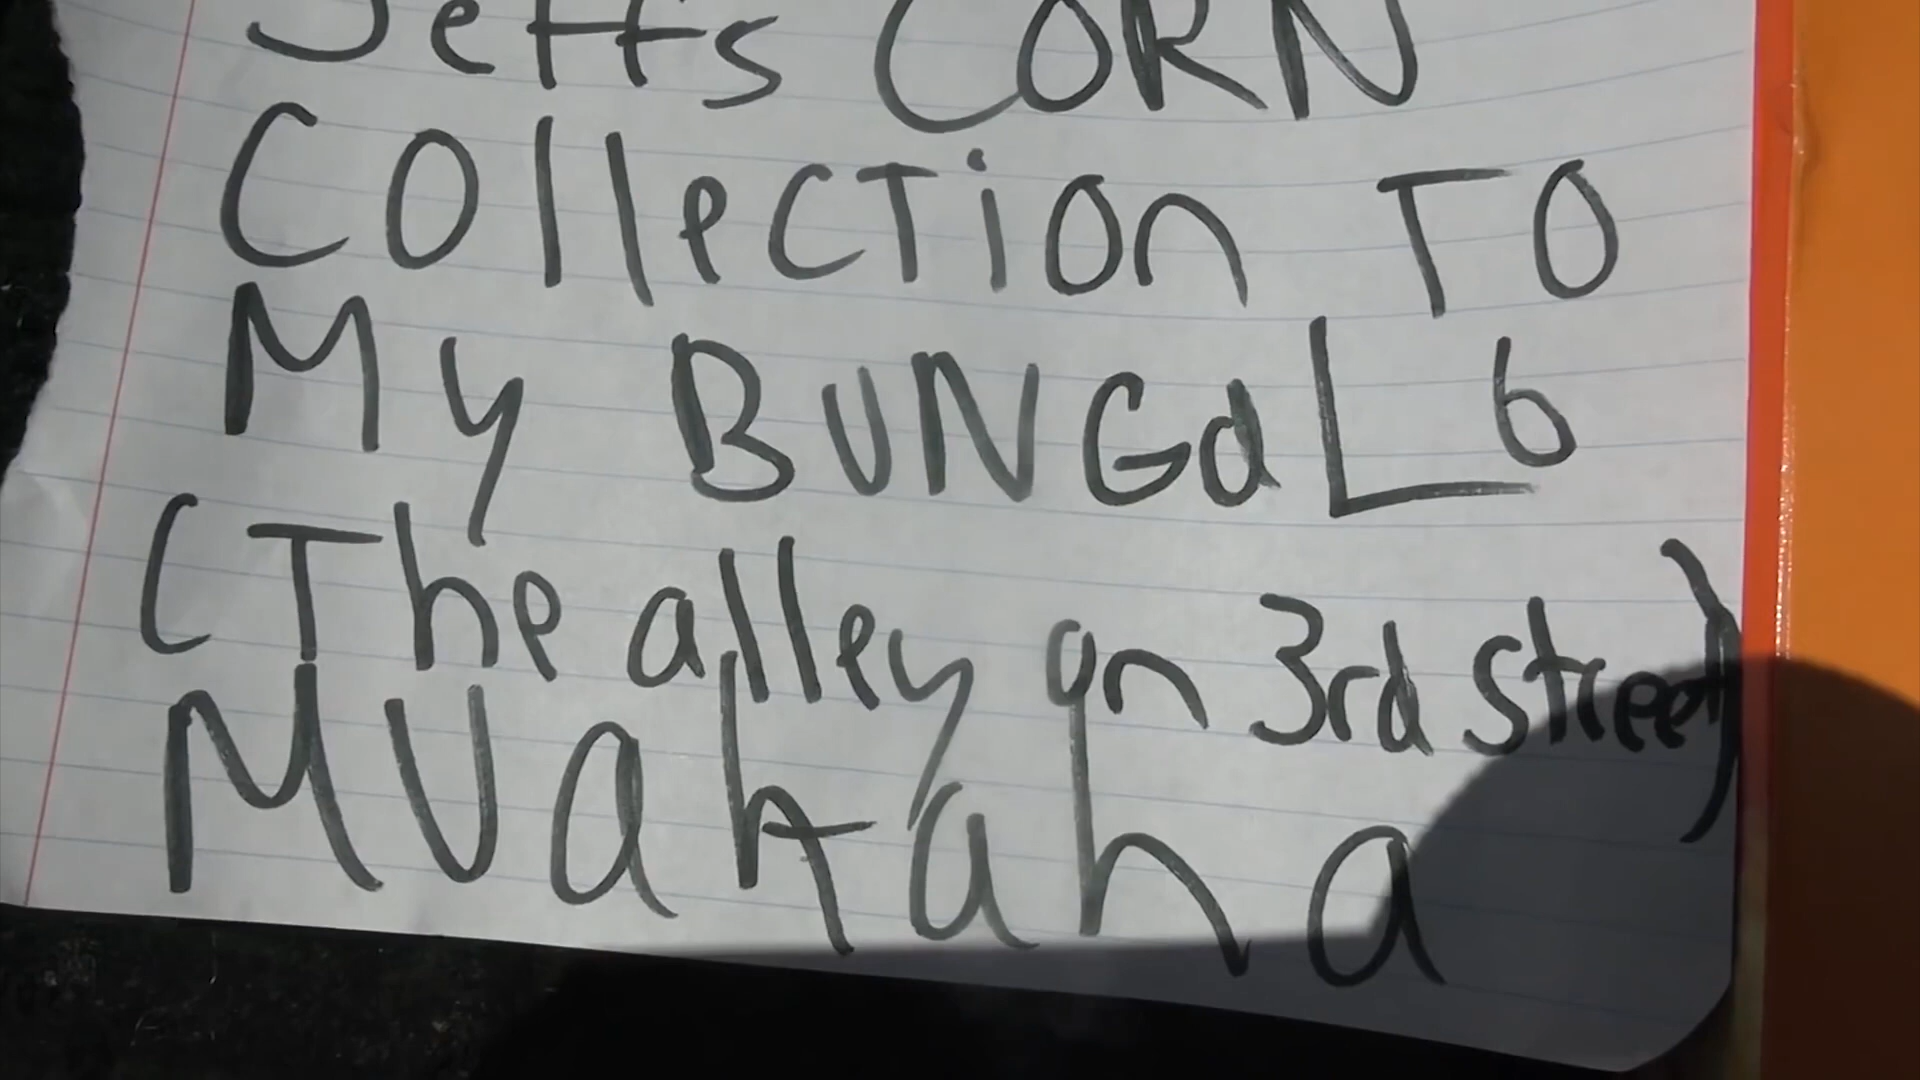 Jeffs CORN
COllecTion TO
My BUNGaL6
(The alley on 3rd street)
MUahaha